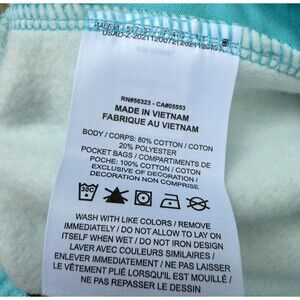 RN#56323 - CA#05553
MADE IN VIETNAM
FABRIQUE AU VIETNAM
BODY / CORPS: 80% COTTON / COTON
20% POLYESTER
POCKET BAGS / COMPARTIMENTS DE
POCHE: 100% COTTON / COTON
EXCLUSIVE OF DECORATION /
DECORATION NON COMPRISE
30C
WASH WITH LIKE COLORS / REMOVE
IMMEDIATELY / DO NOT ALLOW TO LAY ON
ITSELF WHEN WET / DO NOT IRON DESIGN
LAVER AVEC COULEURS SIMILAIRES /
ENLEVER IMMEDIATEMENT / NE PAS LAISSER
LE VÊTEMENT PLIÉ LORSQU'IL EST MOUILLÉ /
NE PAS REPASSER LE DESSIN